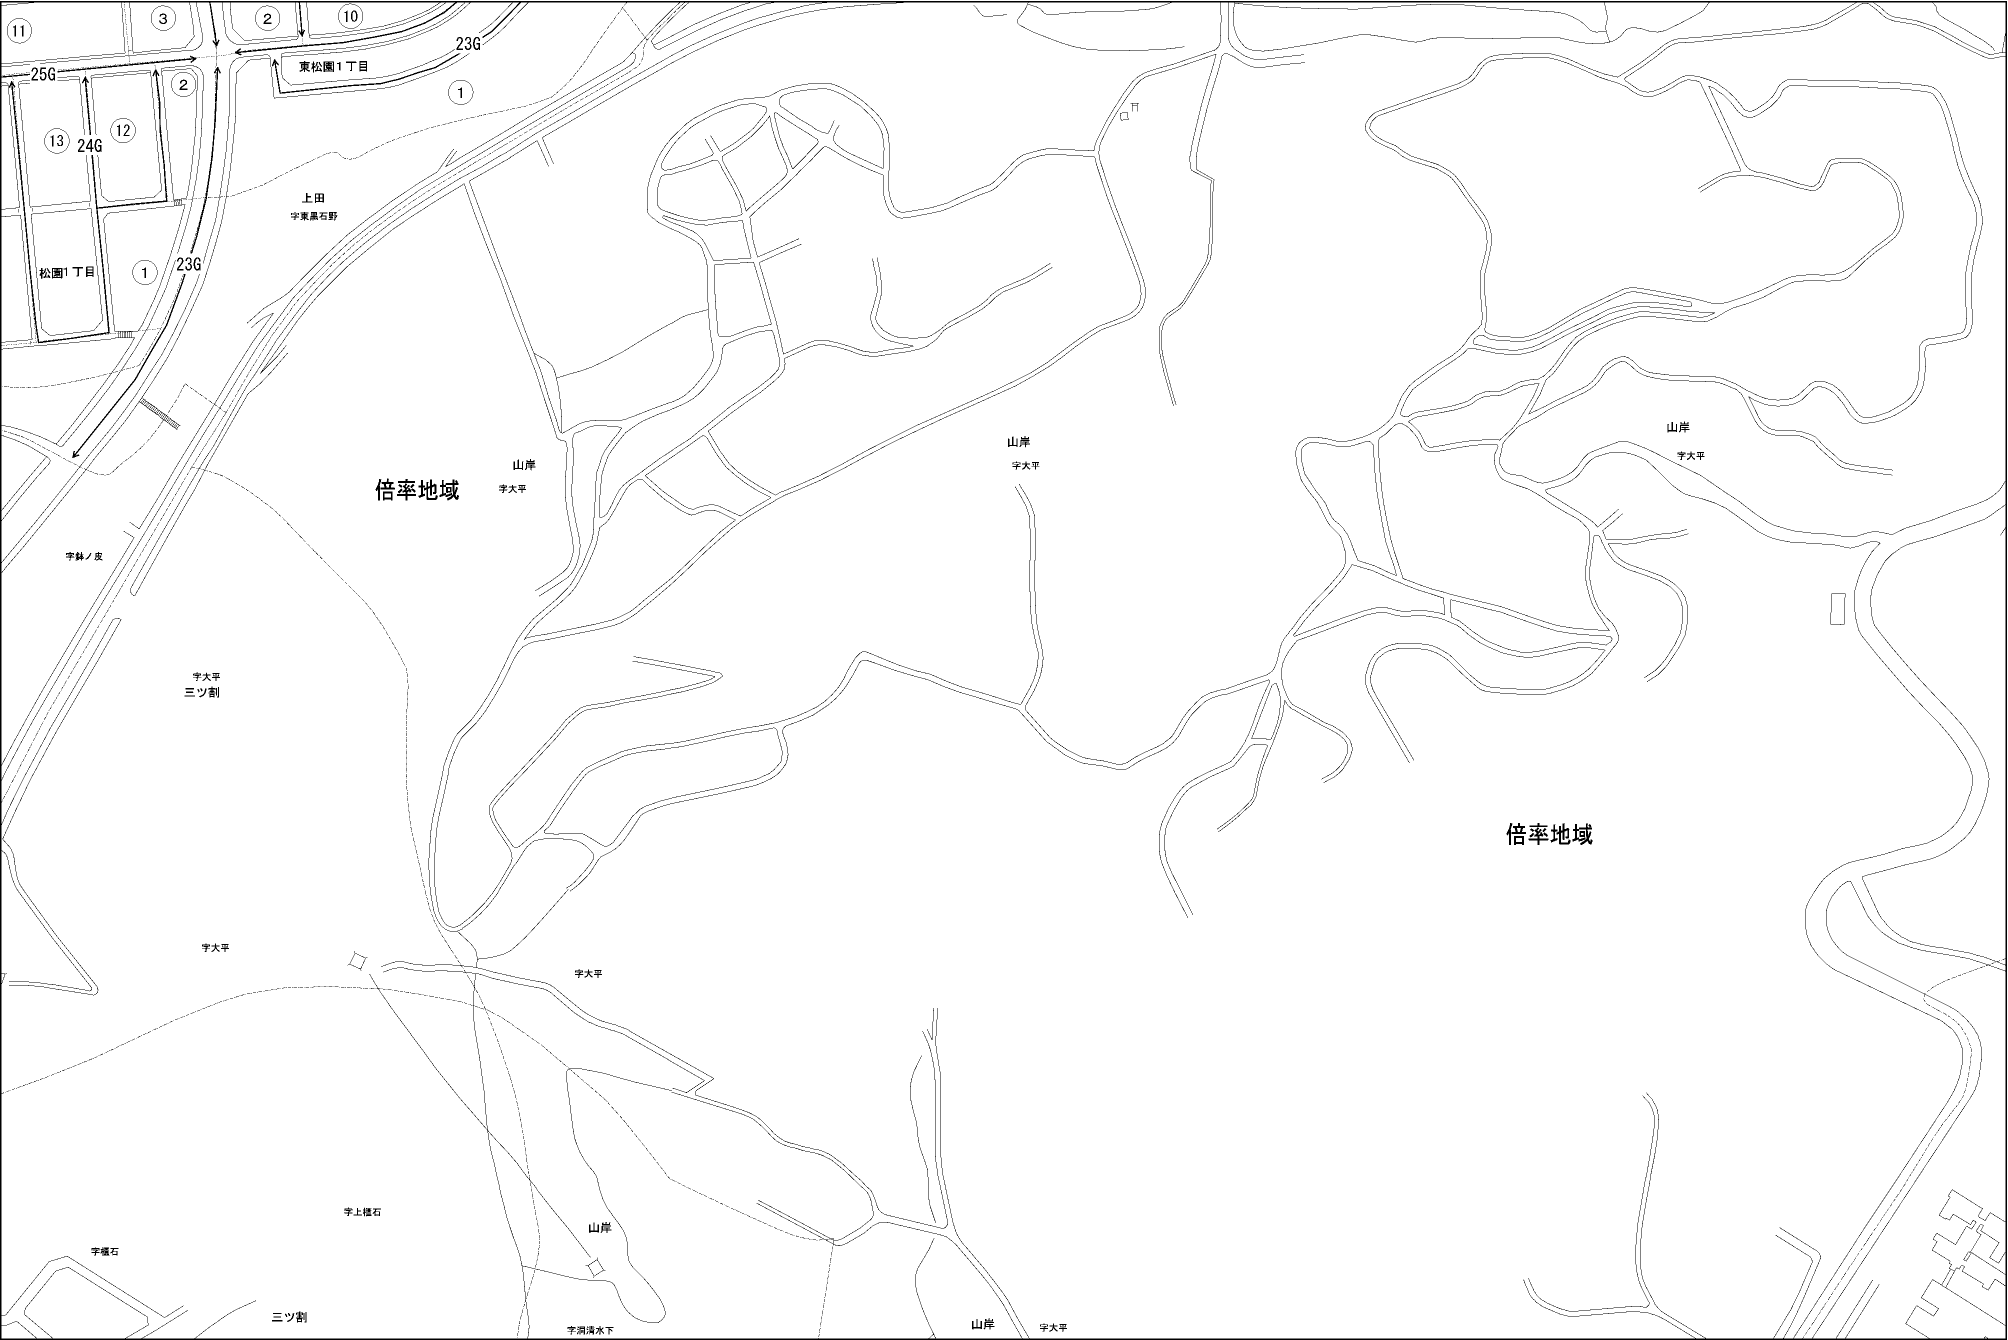 11
3
2
10
23G
東松園1丁目
25G
2
1
13
24G
12
上田
字東黒石野
23G
松園1丁目
1
山岸
字大平
山岸
字大平
山岸
字大平
倍率地域
字鉢ノ皮
字大平
三ツ割
倍率地域
字大平
字大平
字上櫃石
山岸
字櫃石
三ツ割
字洞清水下
山岸
字大平